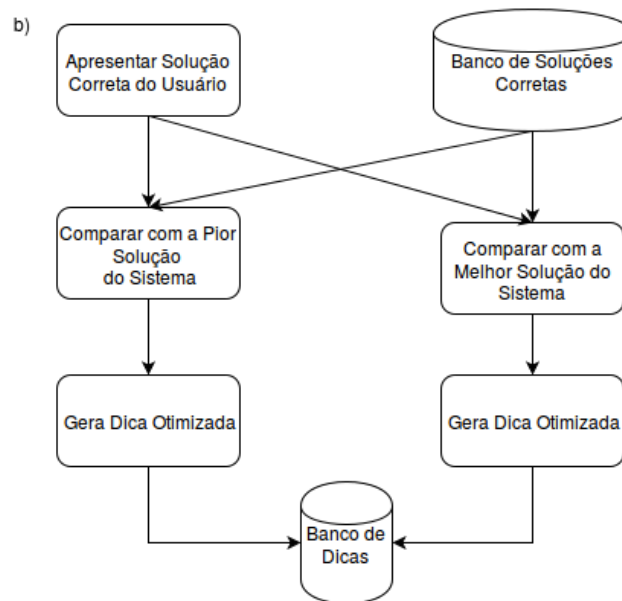 b)
Apresentar Solução
Correta do Usuário
Banco de Soluções
Corretas
Comparar com a Pior
Solução
do Sistema
Comparar com a
Melhor Solução do
Sistema
Gera Dica Otimizada
Gera Dica Otimizada
Banco de
Dicas